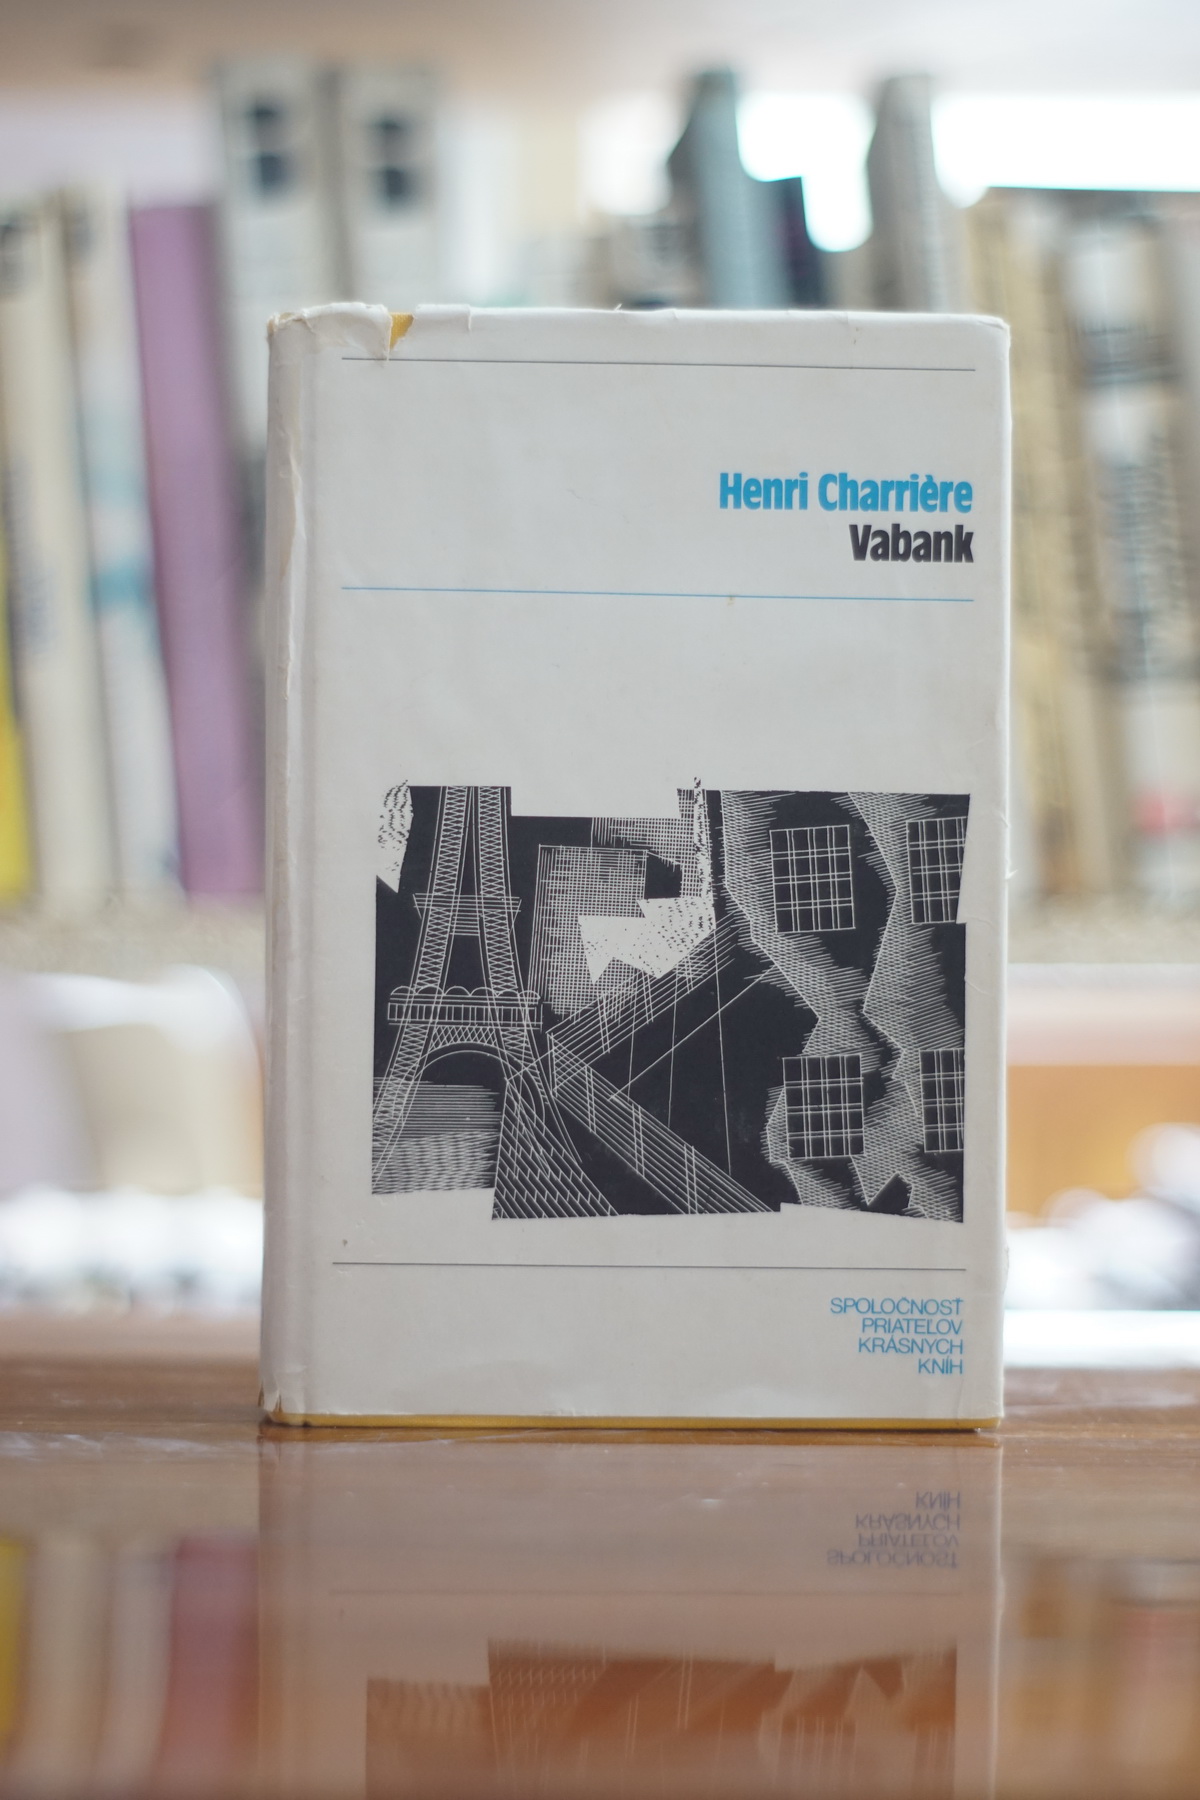 Henri Charrière
Vabank
SPOLOČNOSŤ
PRIATEĽOV
KRÁSNYCH
KNÍH